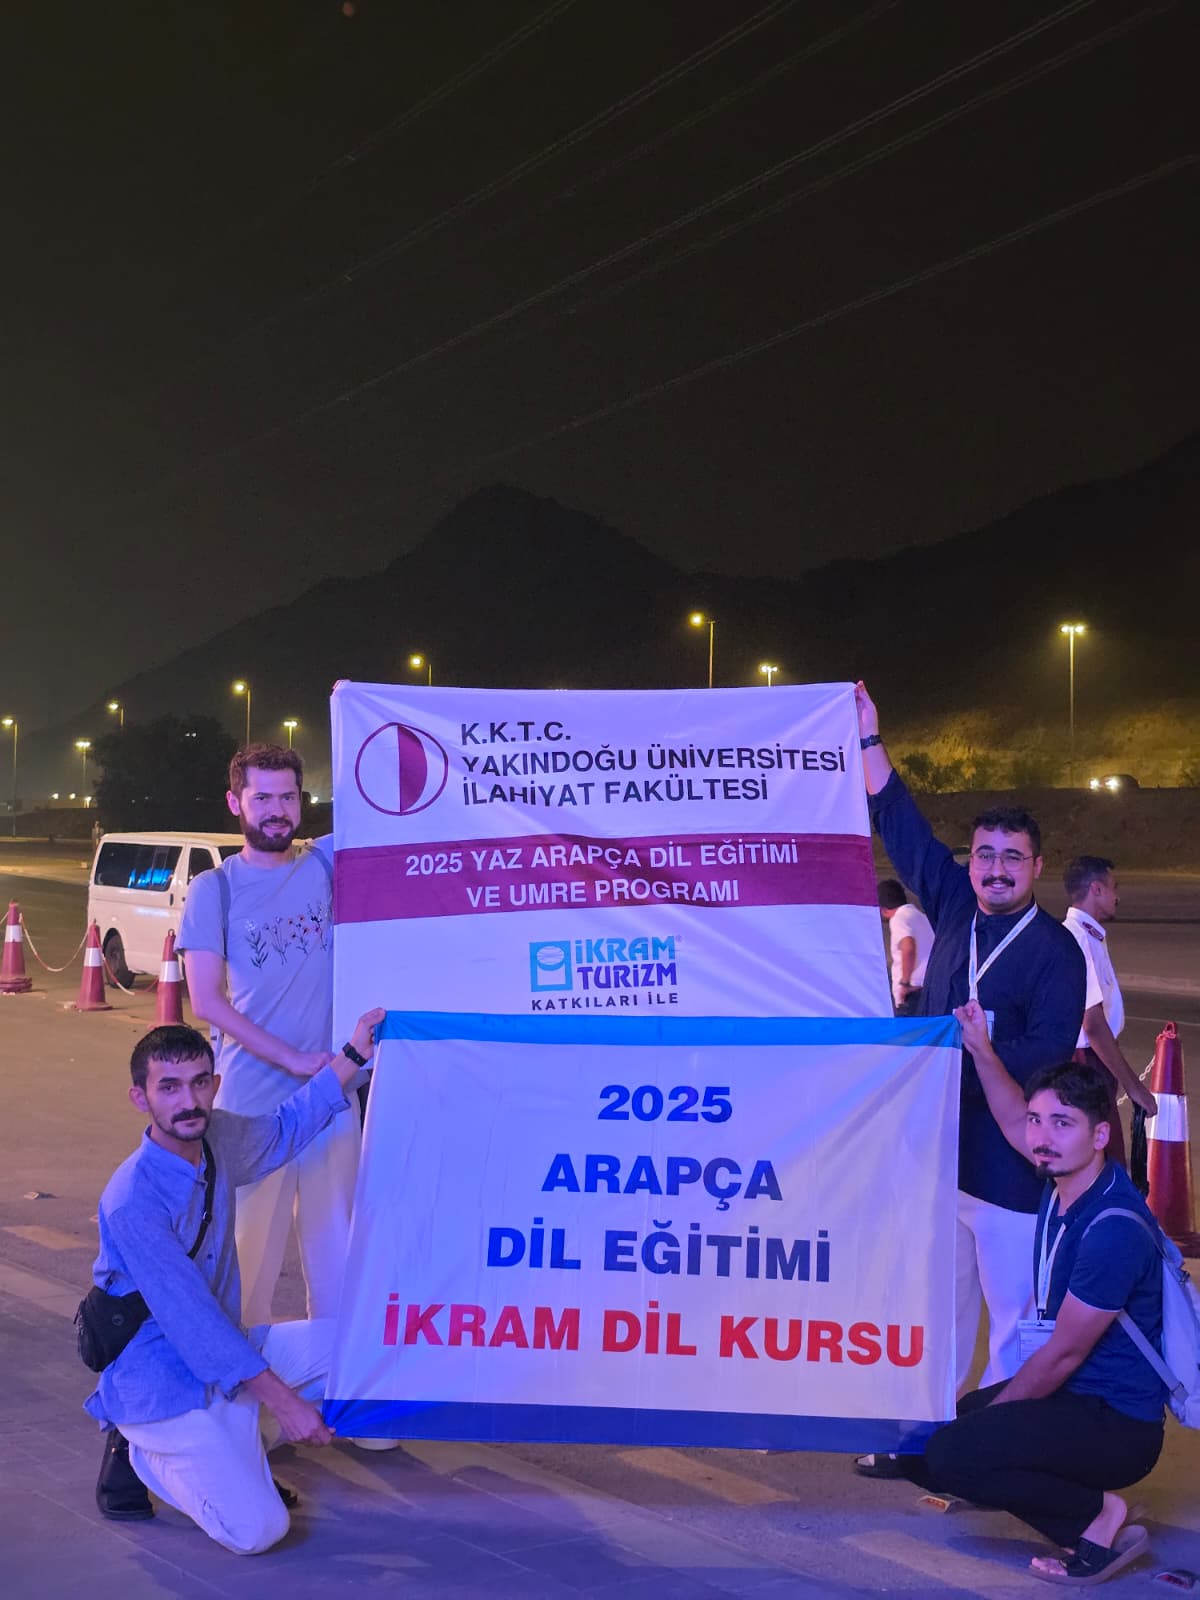 K.K.T.C.
YAKINDOĞU ÜNİVERSİTESİ
İLAHİYAT FAKÜLTESİ
2025 YAZ ARAPÇA DİL EĞİTİMİ
VE UMRE PROGRAMI
İKRAM®
TURİZM
KATKILARI İLE
2025
ARAPÇA
DİL EĞİTİMİ
İKRAM DİL KURSU